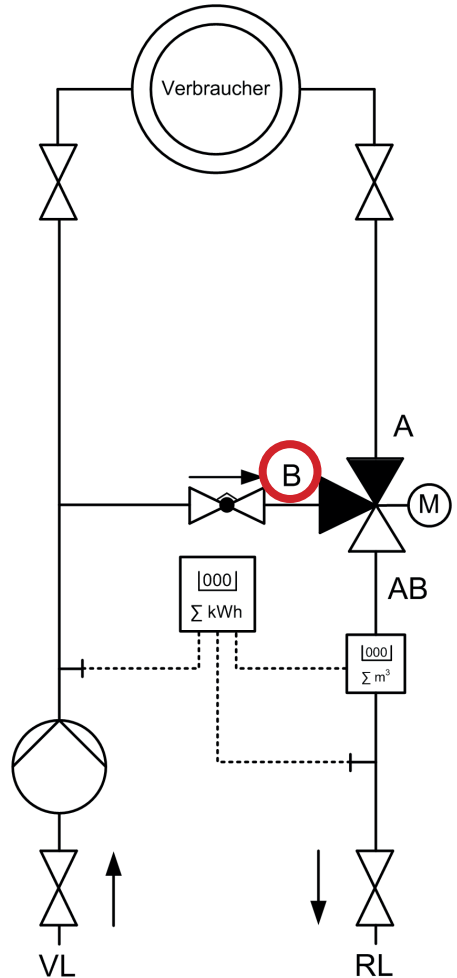 Verbraucher
A
B
M
AB
000
∑ kWh
000
∑ m³
VL
RL